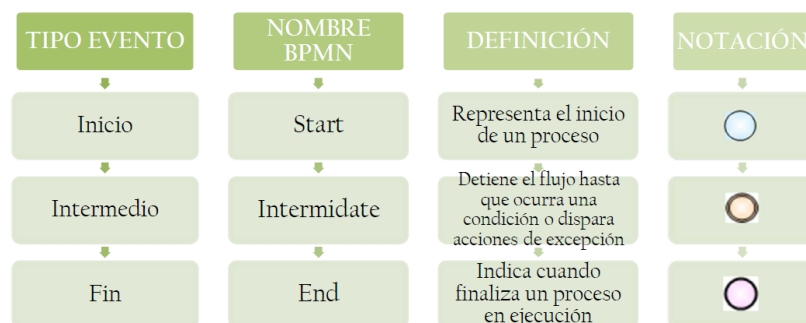 TIPO EVENTO
NOMBRE
BPMN
DEFINICIÓN
NOTACIÓN
Inicio
Start
Representa el inicio
de un proceso
Intermedio
Intermidate
Detiene el flujo hasta
que ocurra una
condición o dispara
acciones de excepción
Fin
End
Indica cuando
finaliza un proceso
en ejecución